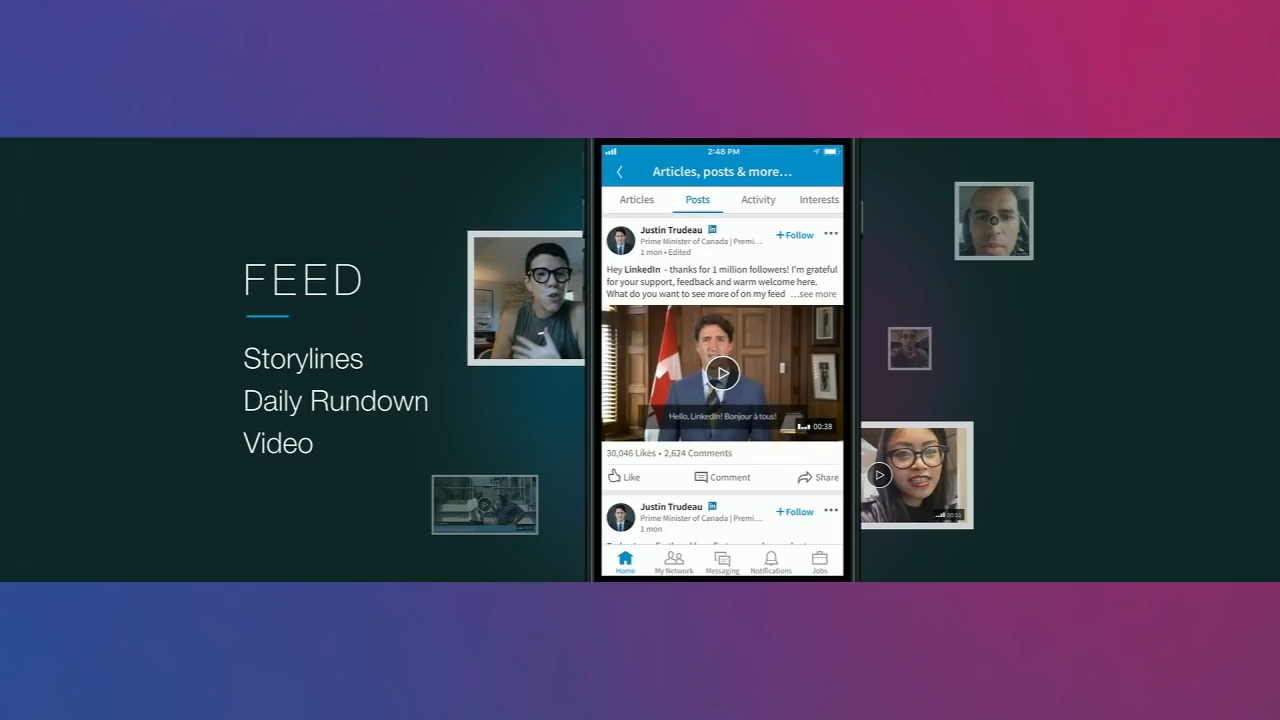 FEED
Storylines
Daily Rundown
Video
2:48 PM
Articles, posts & more...
Articles Posts Activity Interests
Justin Trudeau in
+Follow
Prime Minister of Canada | Premi...
1 mon • Edited
Hey LinkedIn - thanks for 1 million followers! I'm grateful
for your support, feedback and warm welcome here.
What do you want to see more of on my feed ...see more
Hello, LinkedIn! Bonjour à tous!
00:38
30,046 Likes • 2,624 Comments
Like Comment Share
Justin Trudeau in
+Follow
Prime Minister of Canada | Premi...
1 mon
Home My Network Messaging Notifications Jobs
00:51